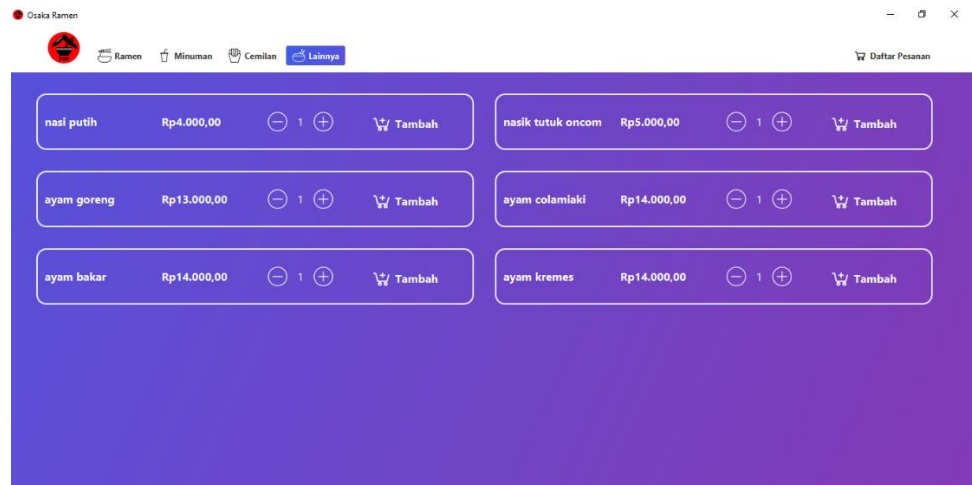 Osaka Ramen
Ramen Minuman Cemilan Lainnya Daftar Pesanan
nasi putih Rp4.000,00 1 Tambah
nasik tutuk oncom Rp5.000,00 1 Tambah
ayam goreng Rp13.000,00 1 Tambah
ayam colamiaki Rp14.000,00 1 Tambah
ayam bakar Rp14.000,00 1 Tambah
ayam kremes Rp14.000,00 1 Tambah